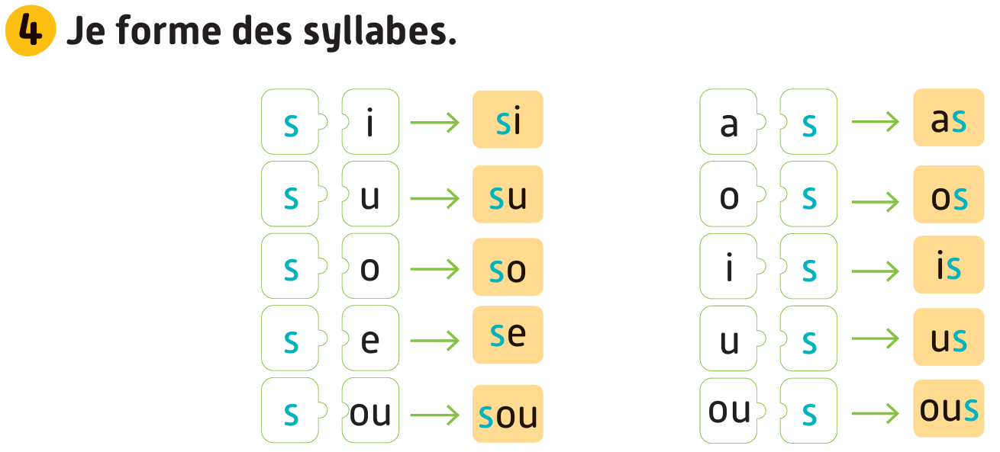 4 Je forme des syllabes.
s i → si
s u → su
s o → so
s e → se
s ou → sou
a s → as
o s → os
i s → is
u s → us
ou s → ous